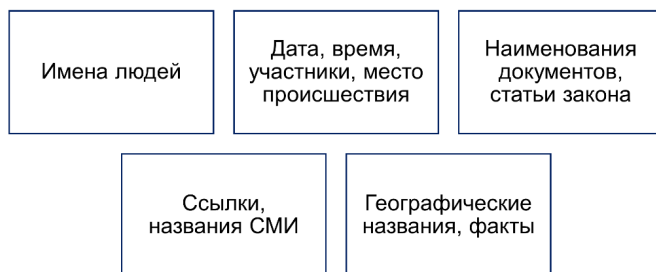 Имена людей
Дата, время,
участники, место
происшествия
Наименования
документов,
статьи закона
Ссылки,
названия СМИ
Географические
названия, факты